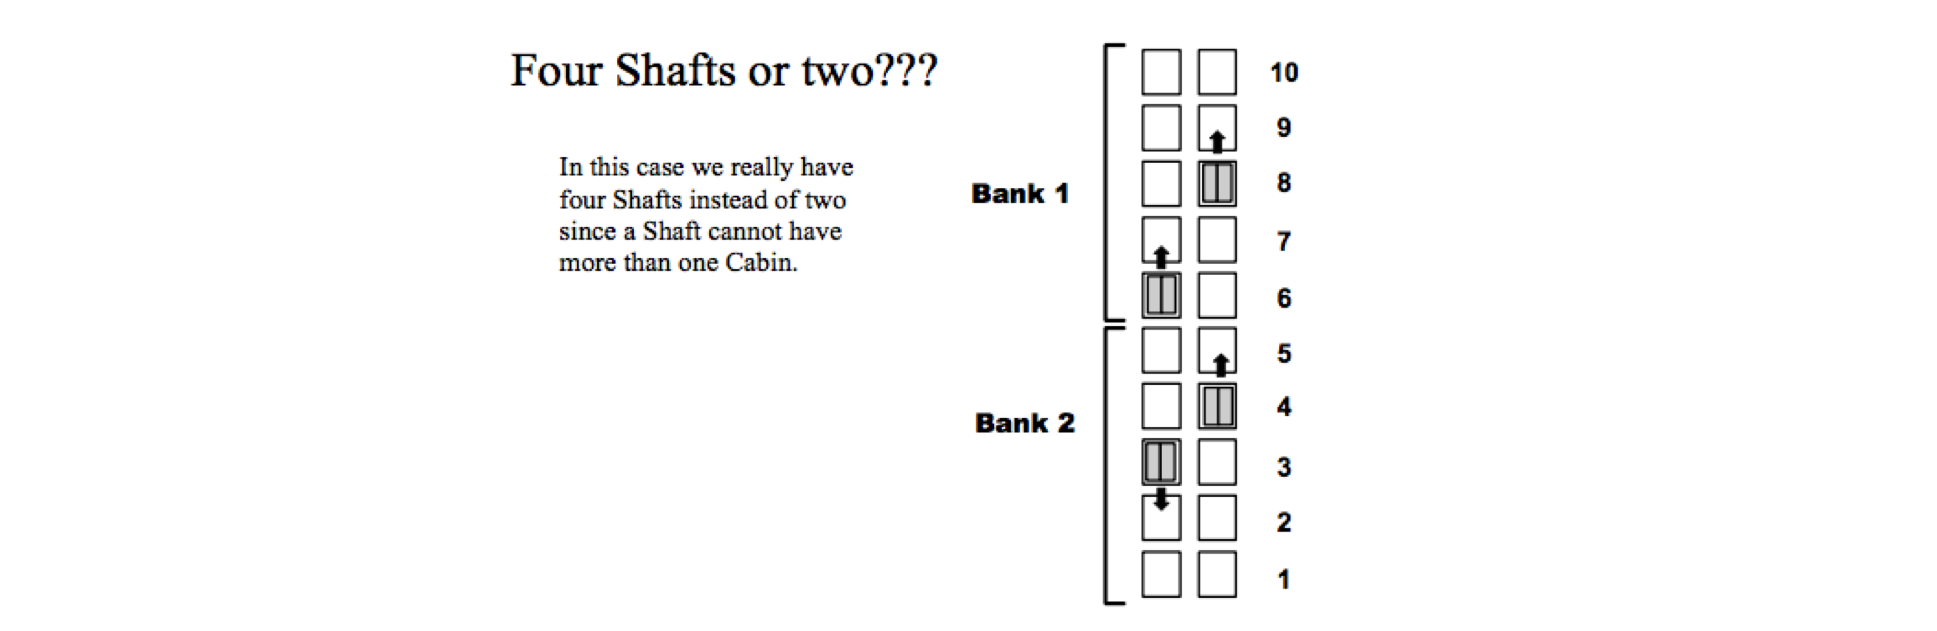 Four Shafts or two???
In this case we really have
four Shafts instead of two
since a Shaft cannot have
more than one Cabin.
Bank 1
Bank 2
10
9
8
7
6
5
4
3
2
1